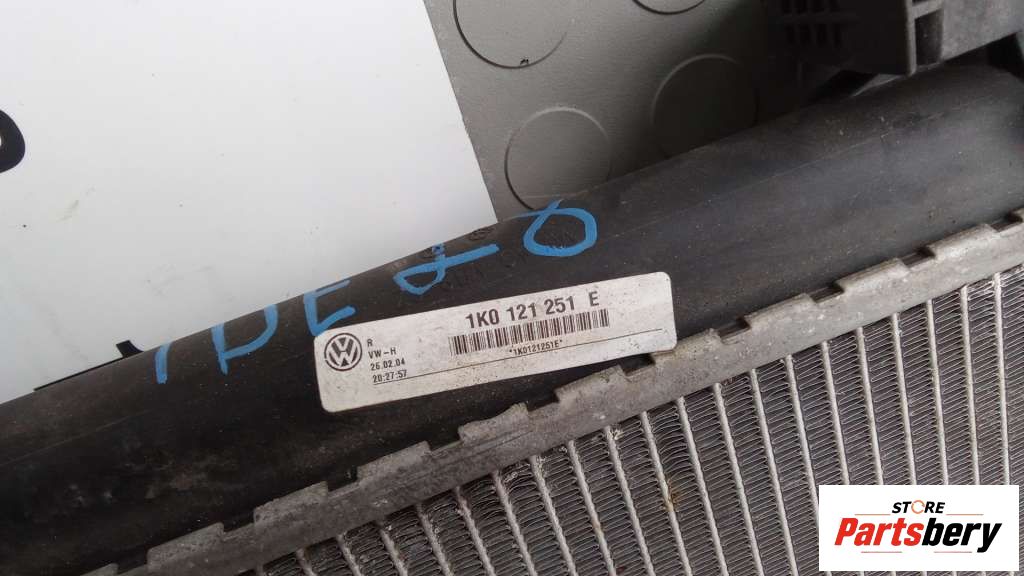 1K0 121 251 E
R
VW-H
26.02.04
20:27:57
*1K0121251E*
STORE
Partsbery